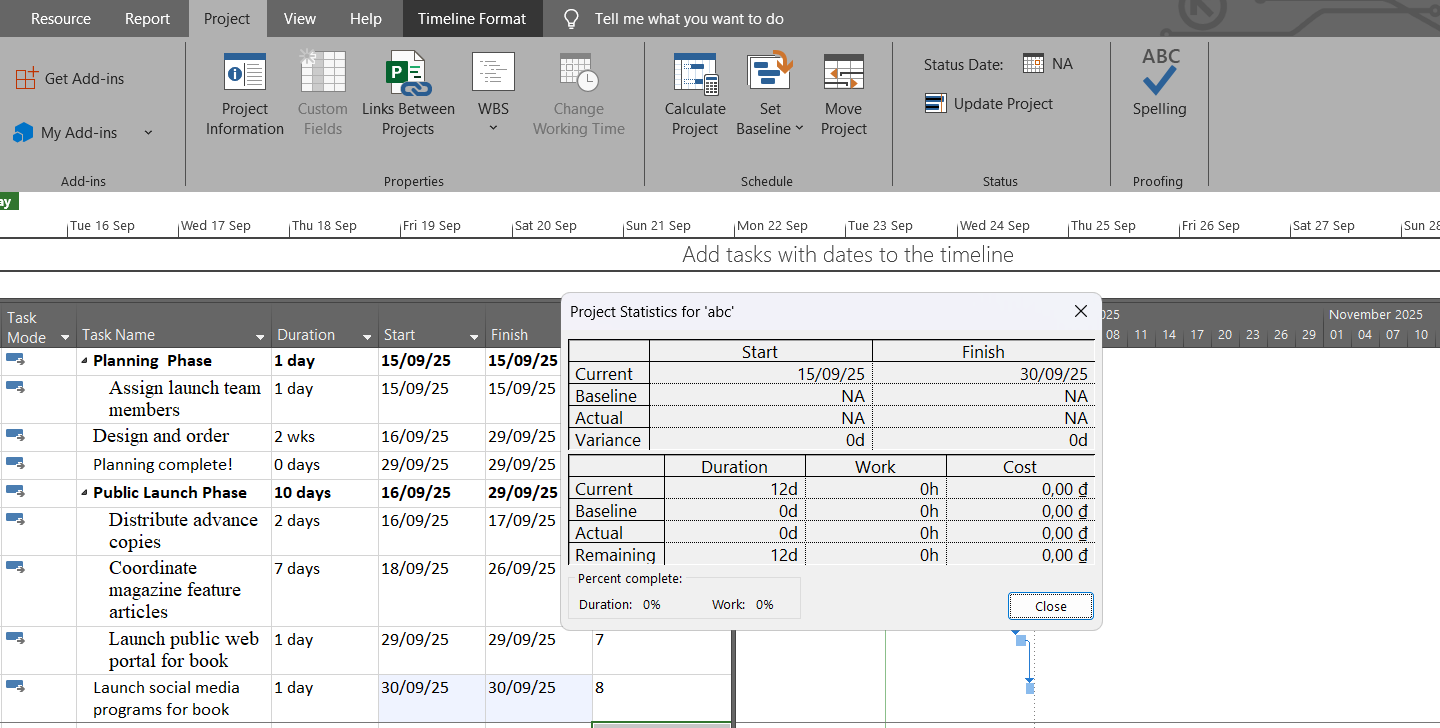 Resource Report Project View Help Timeline Format Tell me what you want to do
Get Add-ins
My Add-ins
Add-ins
Project
Information
Custom
Fields
Links Between
Projects
WBS
Change
Working Time
Properties
Calculate
Project
Set
Baseline
Move
Project
Schedule
Status Date: NA
Update Project
Status
ABC
Spelling
Proofing
ay
Tue 16 Sep Wed 17 Sep Thu 18 Sep Fri 19 Sep Sat 20 Sep Sun 21 Sep Mon 22 Sep Tue 23 Sep Wed 24 Sep Thu 25 Sep Fri 26 Sep Sat 27 Sep Sun 28
Add tasks with dates to the timeline
Task
Mode Task Name Duration Start Finish
Planning Phase 1 day 15/09/25 15/09/25
Assign launch team
members
1 day 15/09/25 15/09/25
Design and order 2 wks 16/09/25 29/09/25
Planning complete! 0 days 29/09/25 29/09/25
Public Launch Phase 10 days 16/09/25 29/09/25
Distribute advance
copies
2 days 16/09/25 17/09/25
Coordinate
magazine feature
articles
7 days 18/09/25 26/09/25
Launch public web
portal for book
1 day 29/09/25 29/09/25 7
Launch social media
programs for book
1 day 30/09/25 30/09/25 8
025 November 2025
08 11 14 17 20 23 26 29 01 04 07 10
Project Statistics for 'abc'
Start Finish
Current 15/09/25 30/09/25
Baseline NA NA
Actual NA NA
Variance 0d 0d
Duration Work Cost
Current 12d 0h 0,00 ₫
Baseline 0d 0h 0,00 ₫
Actual 0d 0h 0,00 ₫
Remaining 12d 0h 0,00 ₫
Percent complete:
Duration: 0% Work: 0%
Close